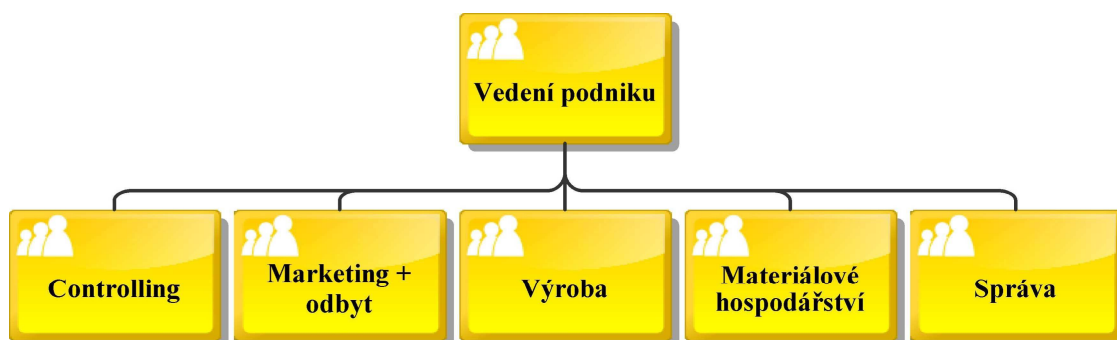 Vedení podniku
Controlling
Marketing +
odbyt
Výroba
Materiálové
hospodářství
Správa